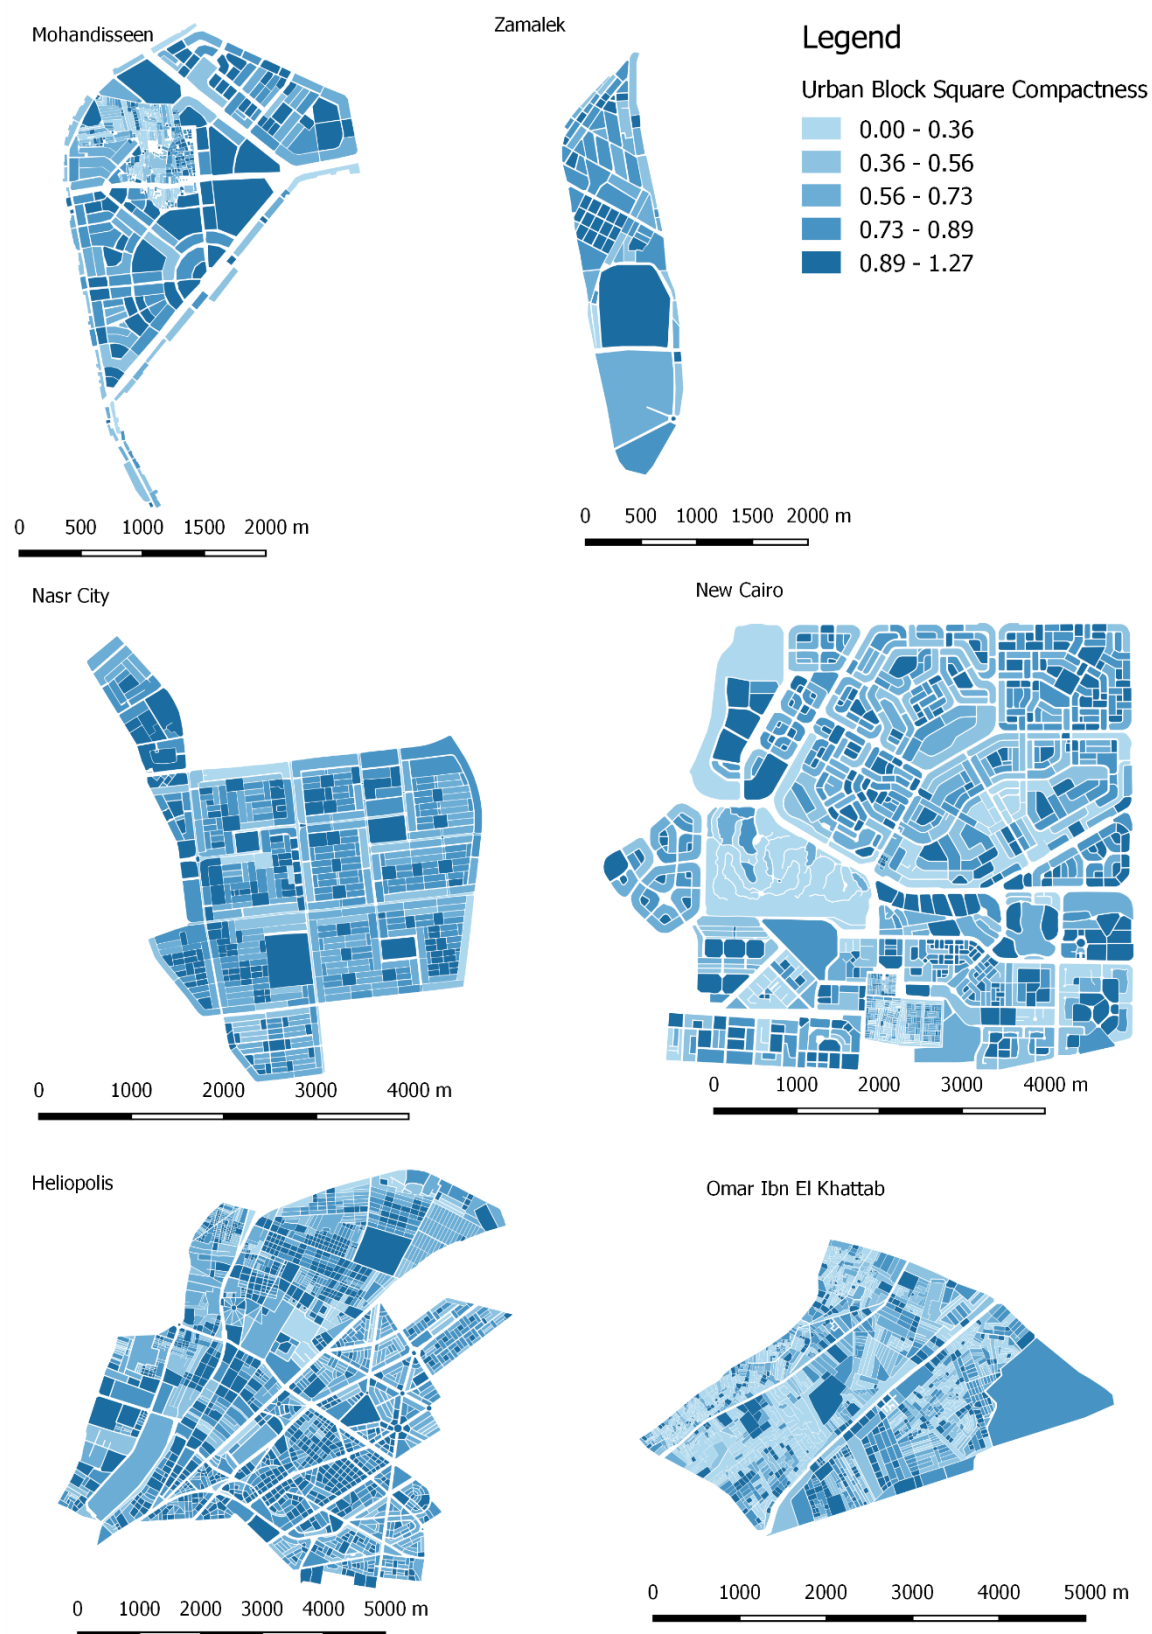 Mohandisseen
Zamalek
Legend
Urban Block Square Compactness
0.00 - 0.36
0.36 - 0.56
0.56 - 0.73
0.73 - 0.89
0.89 - 1.27
0 500 1000 1500 2000 m
0 500 1000 1500 2000 m
Nasr City
New Cairo
0 1000 2000 3000 4000 m
0 1000 2000 3000 4000 m
Heliopolis
Omar Ibn El Khattab
0 1000 2000 3000 4000 5000 m
0 1000 2000 3000 4000 5000 m